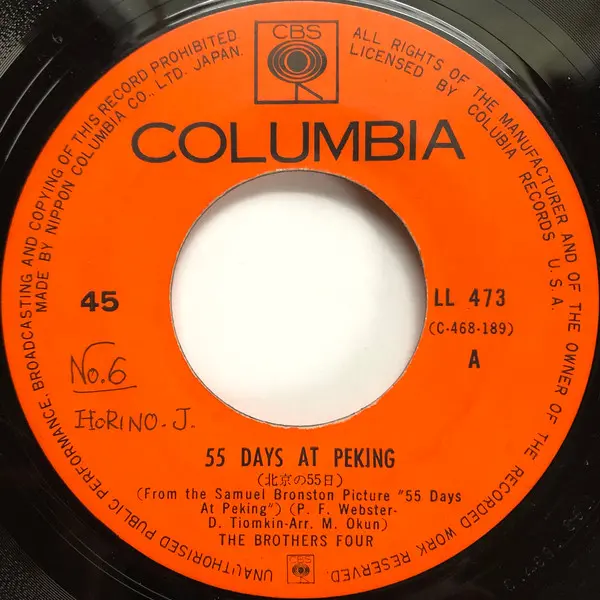 UNAUTHORISED PUBLIC PERFORMANCE, BROADCASTING AND COPYING OF THIS RECORD PROHIBITED.
MADE BY NIPPON COLUMBIA CO., LTD. JAPAN.
ALL RIGHTS OF THE MANUFACTURER AND OF THE OWNER OF THE RECORDED WORK RESERVED
LICENSED BY COLUBIA RECORDS U.S.A.
CBS
COLUMBIA
45
LL 473
(C-468-189)
A
No.6
HORINO. J.
55 DAYS AT PEKING
(北京の55日)
(From the Samuel Bronston Picture "55 Days
At Peking") (P. F. Webster-
D. Tiomkin-Arr. M. Okun)
THE BROTHERS FOUR
CBS